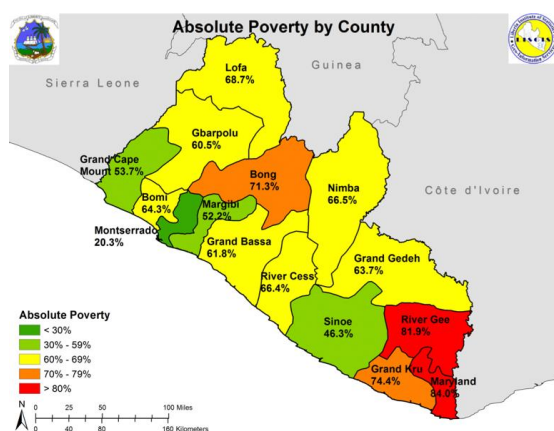 Absolute Poverty by County
Sierra Leone
Guinea
Côte d'Ivoire
Lofa
68.7%
Gbarpolu
60.5%
Grand Cape
Mount 53.7%
Bong
71.3%
Bomi
64.3%
Margibi
52.2%
Nimba
66.5%
Montserrado
20.3%
Grand Bassa
61.8%
River Cess
66.4%
Grand Gedeh
63.7%
Sinoe
46.3%
River Gee
81.9%
Grand Kru
74.4%
Maryland
84.0%
Absolute Poverty
< 30%
30% - 59%
60% - 69%
70% - 79%
> 80%
N
0 25 50 100 Miles
0 40 80 160 Kilometers